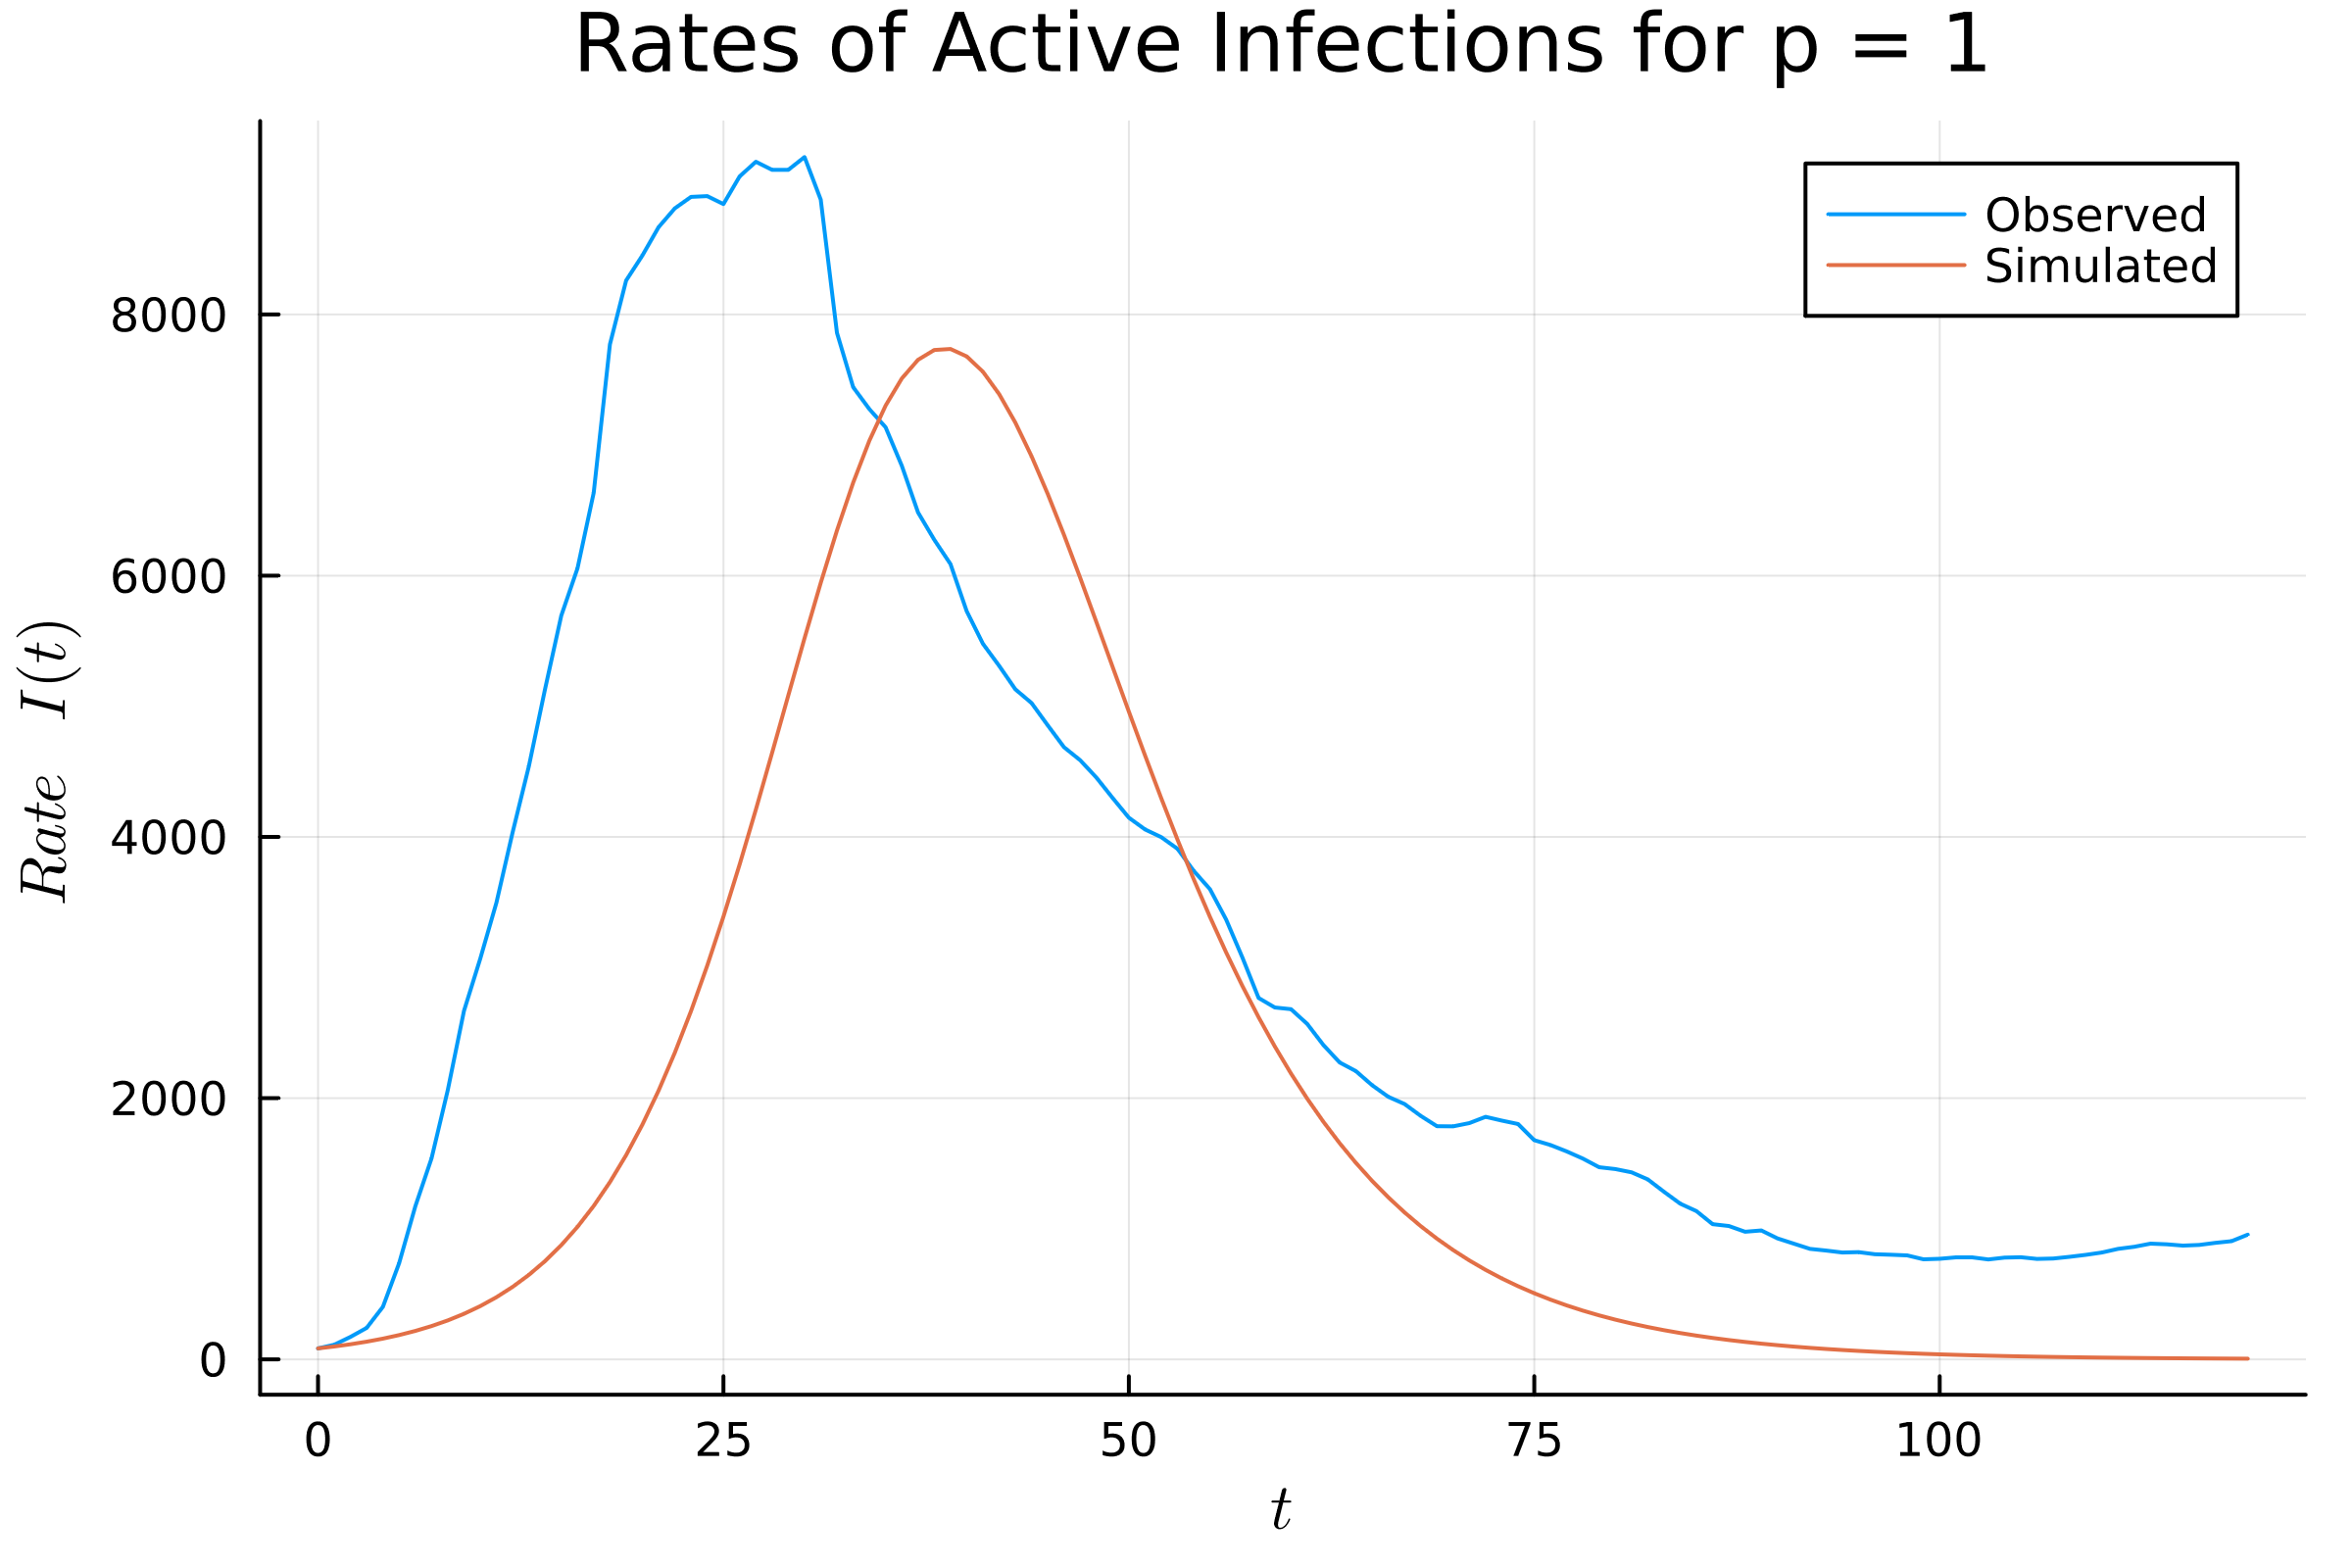 Rates of Active Infections for p = 1
Observed
Simulated
8000
6000
4000
2000
0
Rate I(t)
0 25 50 75 100
t